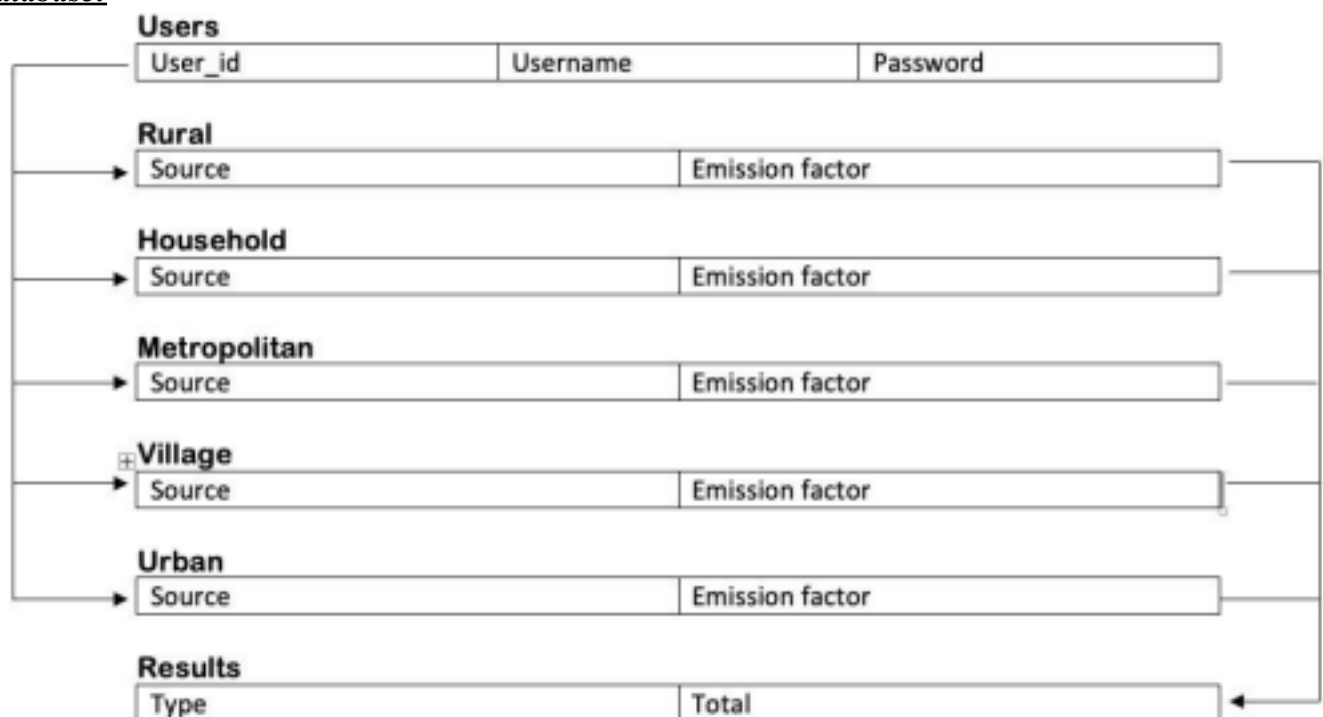 Users
User_id Username Password
Rural
Source Emission factor
Household
Source Emission factor
Metropolitan
Source Emission factor
Village
Source Emission factor
Urban
Source Emission factor
Results
Type Total